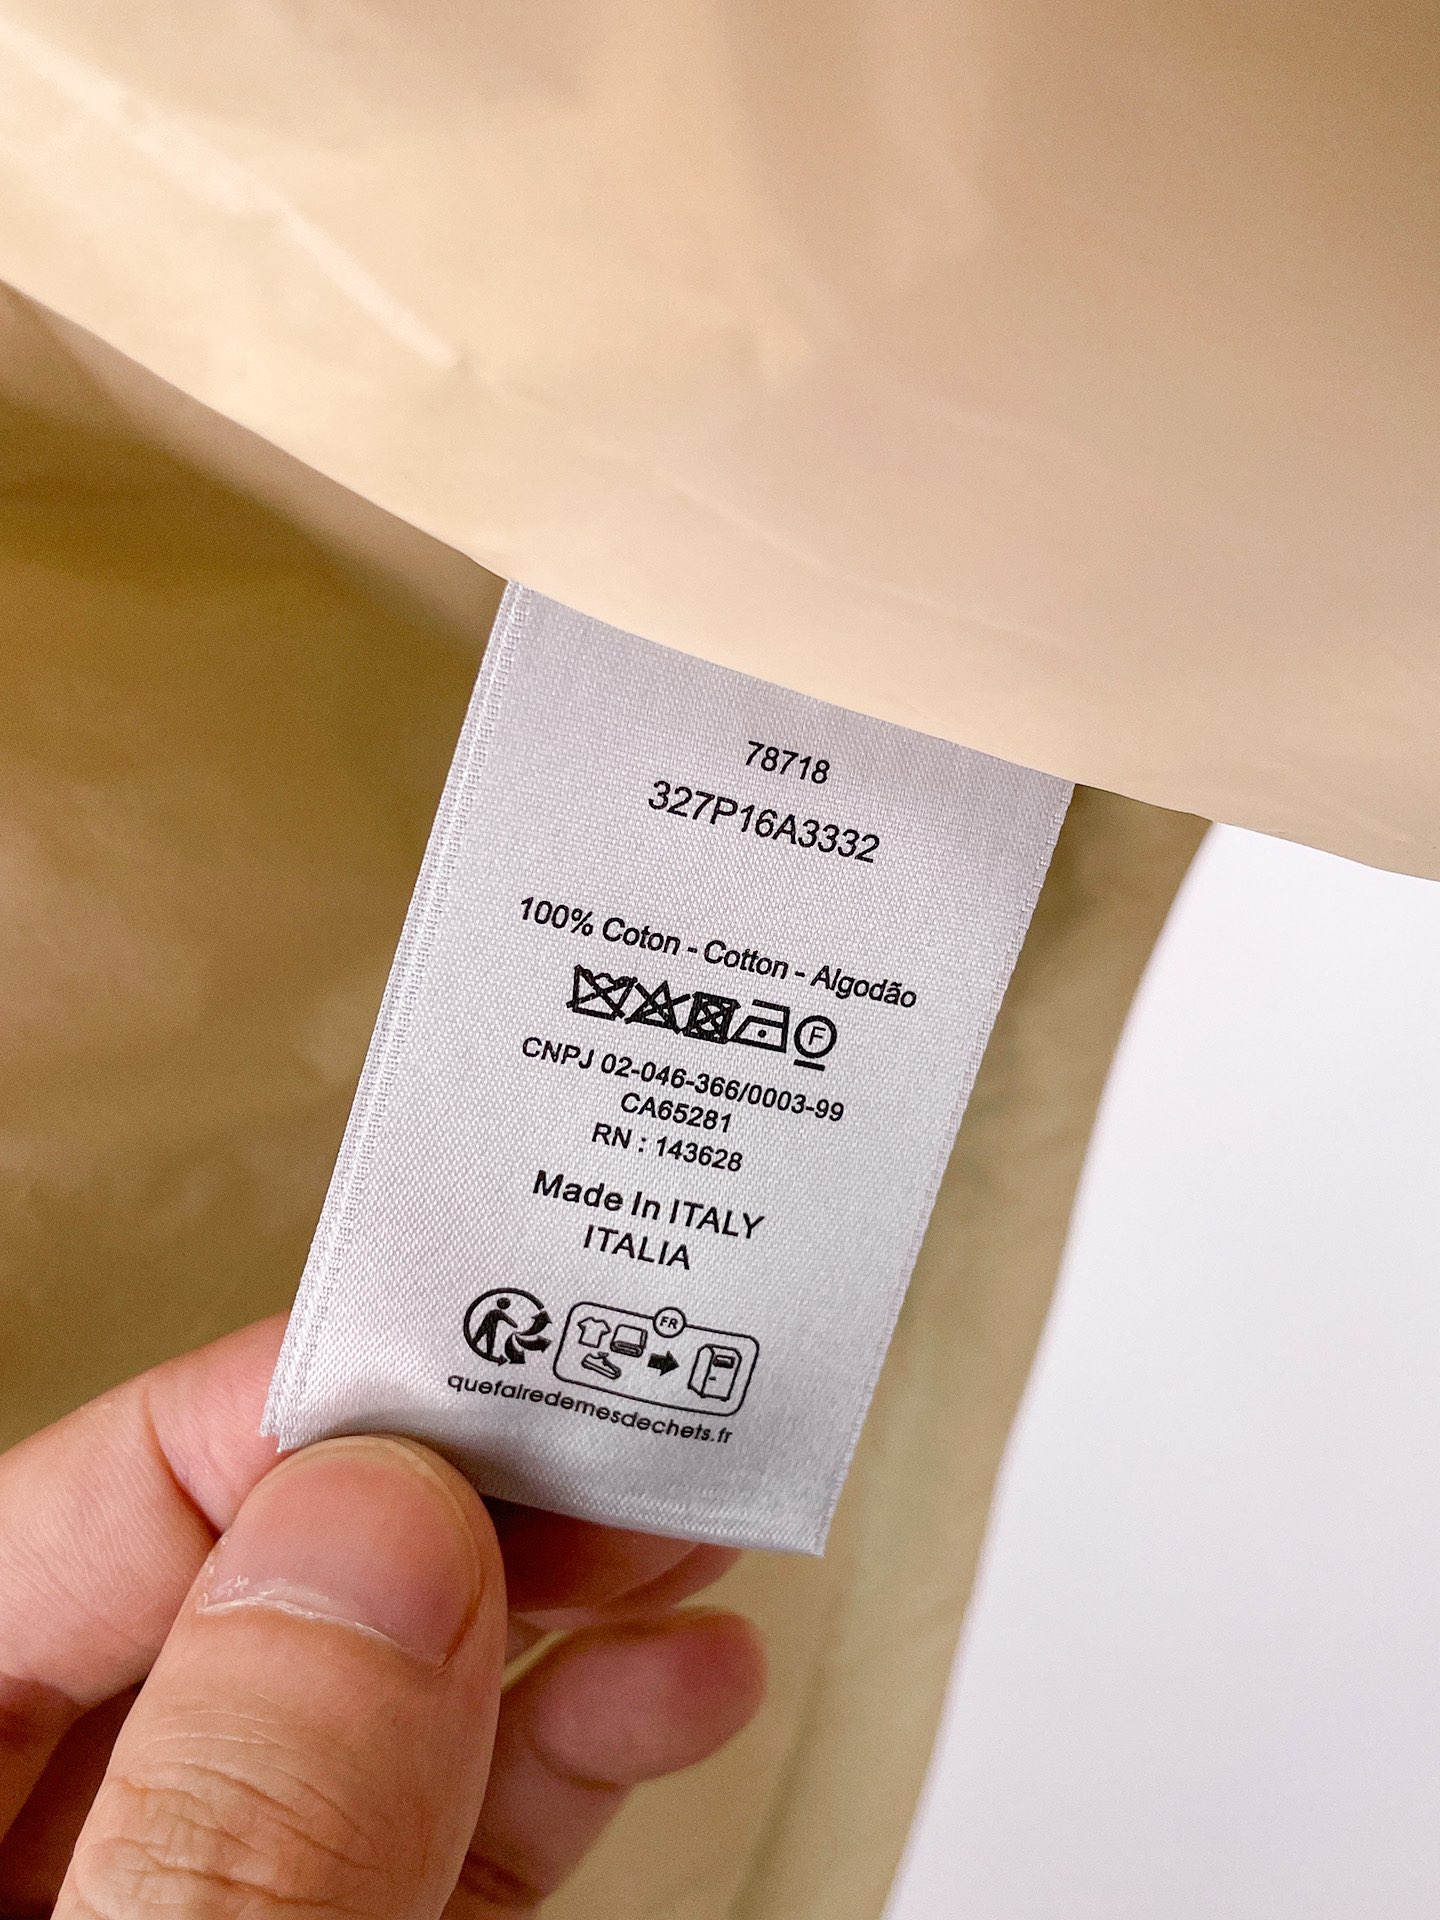 78718
327P16A3332
100% Coton - Cotton - Algodão
F
CNPJ 02-046-366/0003-99
CA65281
RN : 143628
Made In ITALY
ITALIA
FR
quefairedemesdechets.fr